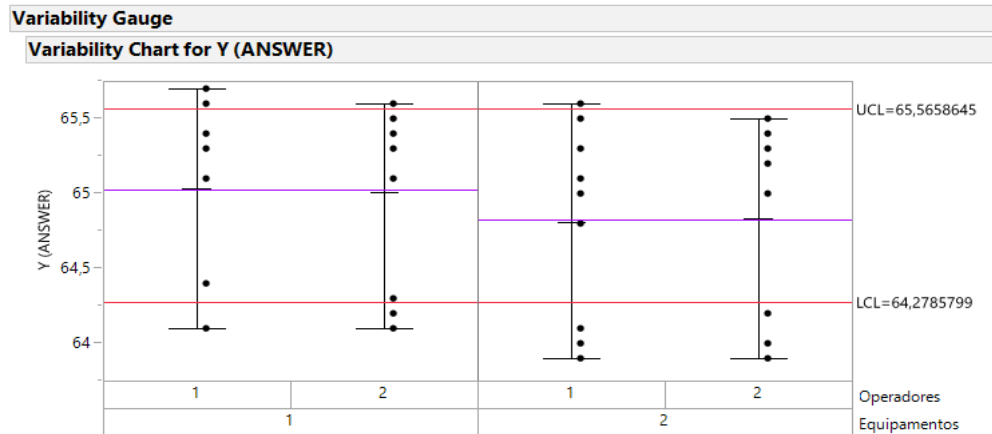 Variability Gauge
Variability Chart for Y (ANSWER)
UCL=65,5658645
65,5
65
Y (ANSWER)
64,5
LCL=64,2785799
64
1 2 1 2 Operadores
1 2 Equipamentos